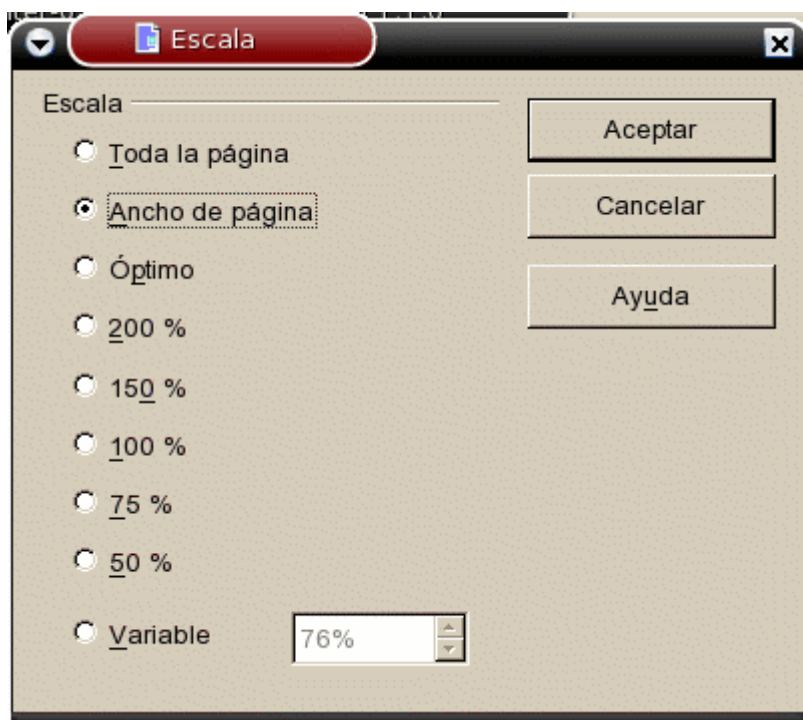 Escala
Escala
Toda la página
Ancho de página
Óptimo
200 %
150 %
100 %
75 %
50 %
Variable
76%
Aceptar
Cancelar
Ayuda